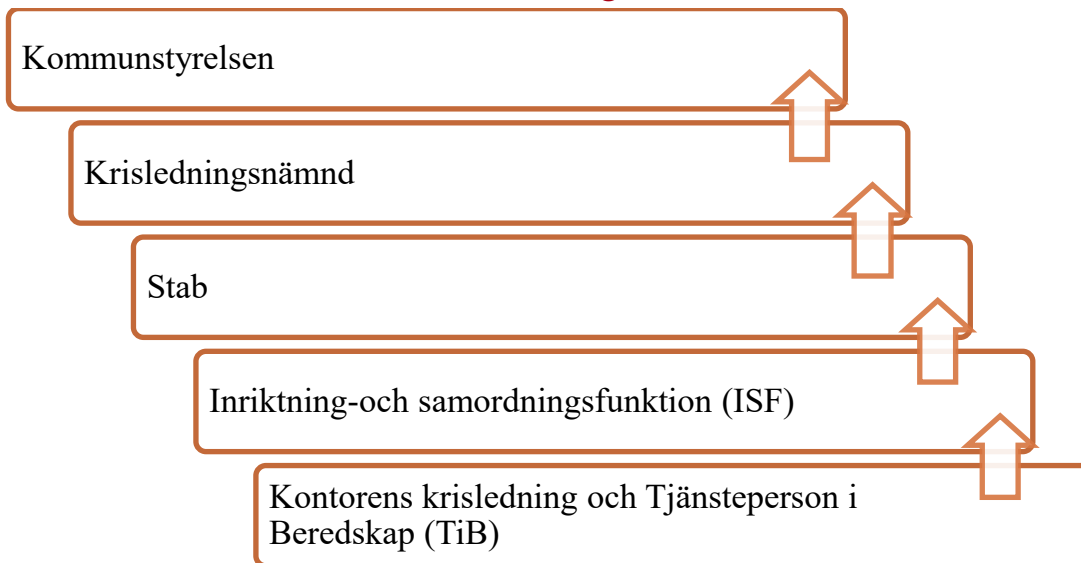 Kommunstyrelsen
Krisledningsnämnd
Stab
Inriktning-och samordningsfunktion (ISF)
Kontorens krisledning och Tjänsteperson i
Beredskap (TiB)